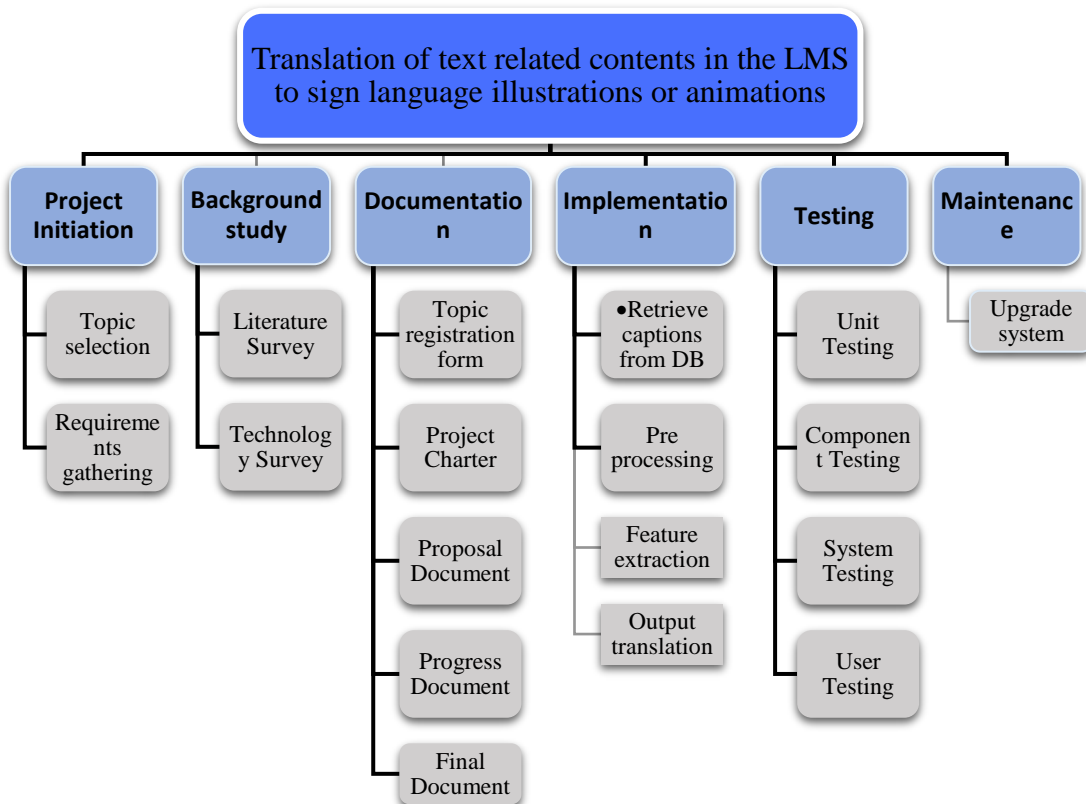 Translation of text related contents in the LMS
to sign language illustrations or animations
Project
Initiation
Topic
selection
Requireme
nts
gathering
Background
study
Literature
Survey
Technolog
y Survey
Documentatio
n
Topic
registration
form
Project
Charter
Proposal
Document
Progress
Document
Final
Document
Implementatio
n
•Retrieve
captions
from DB
Pre
processing
Feature
extraction
Output
translation
Testing
Unit
Testing
Componen
t Testing
System
Testing
User
Testing
Maintenanc
e
Upgrade
system